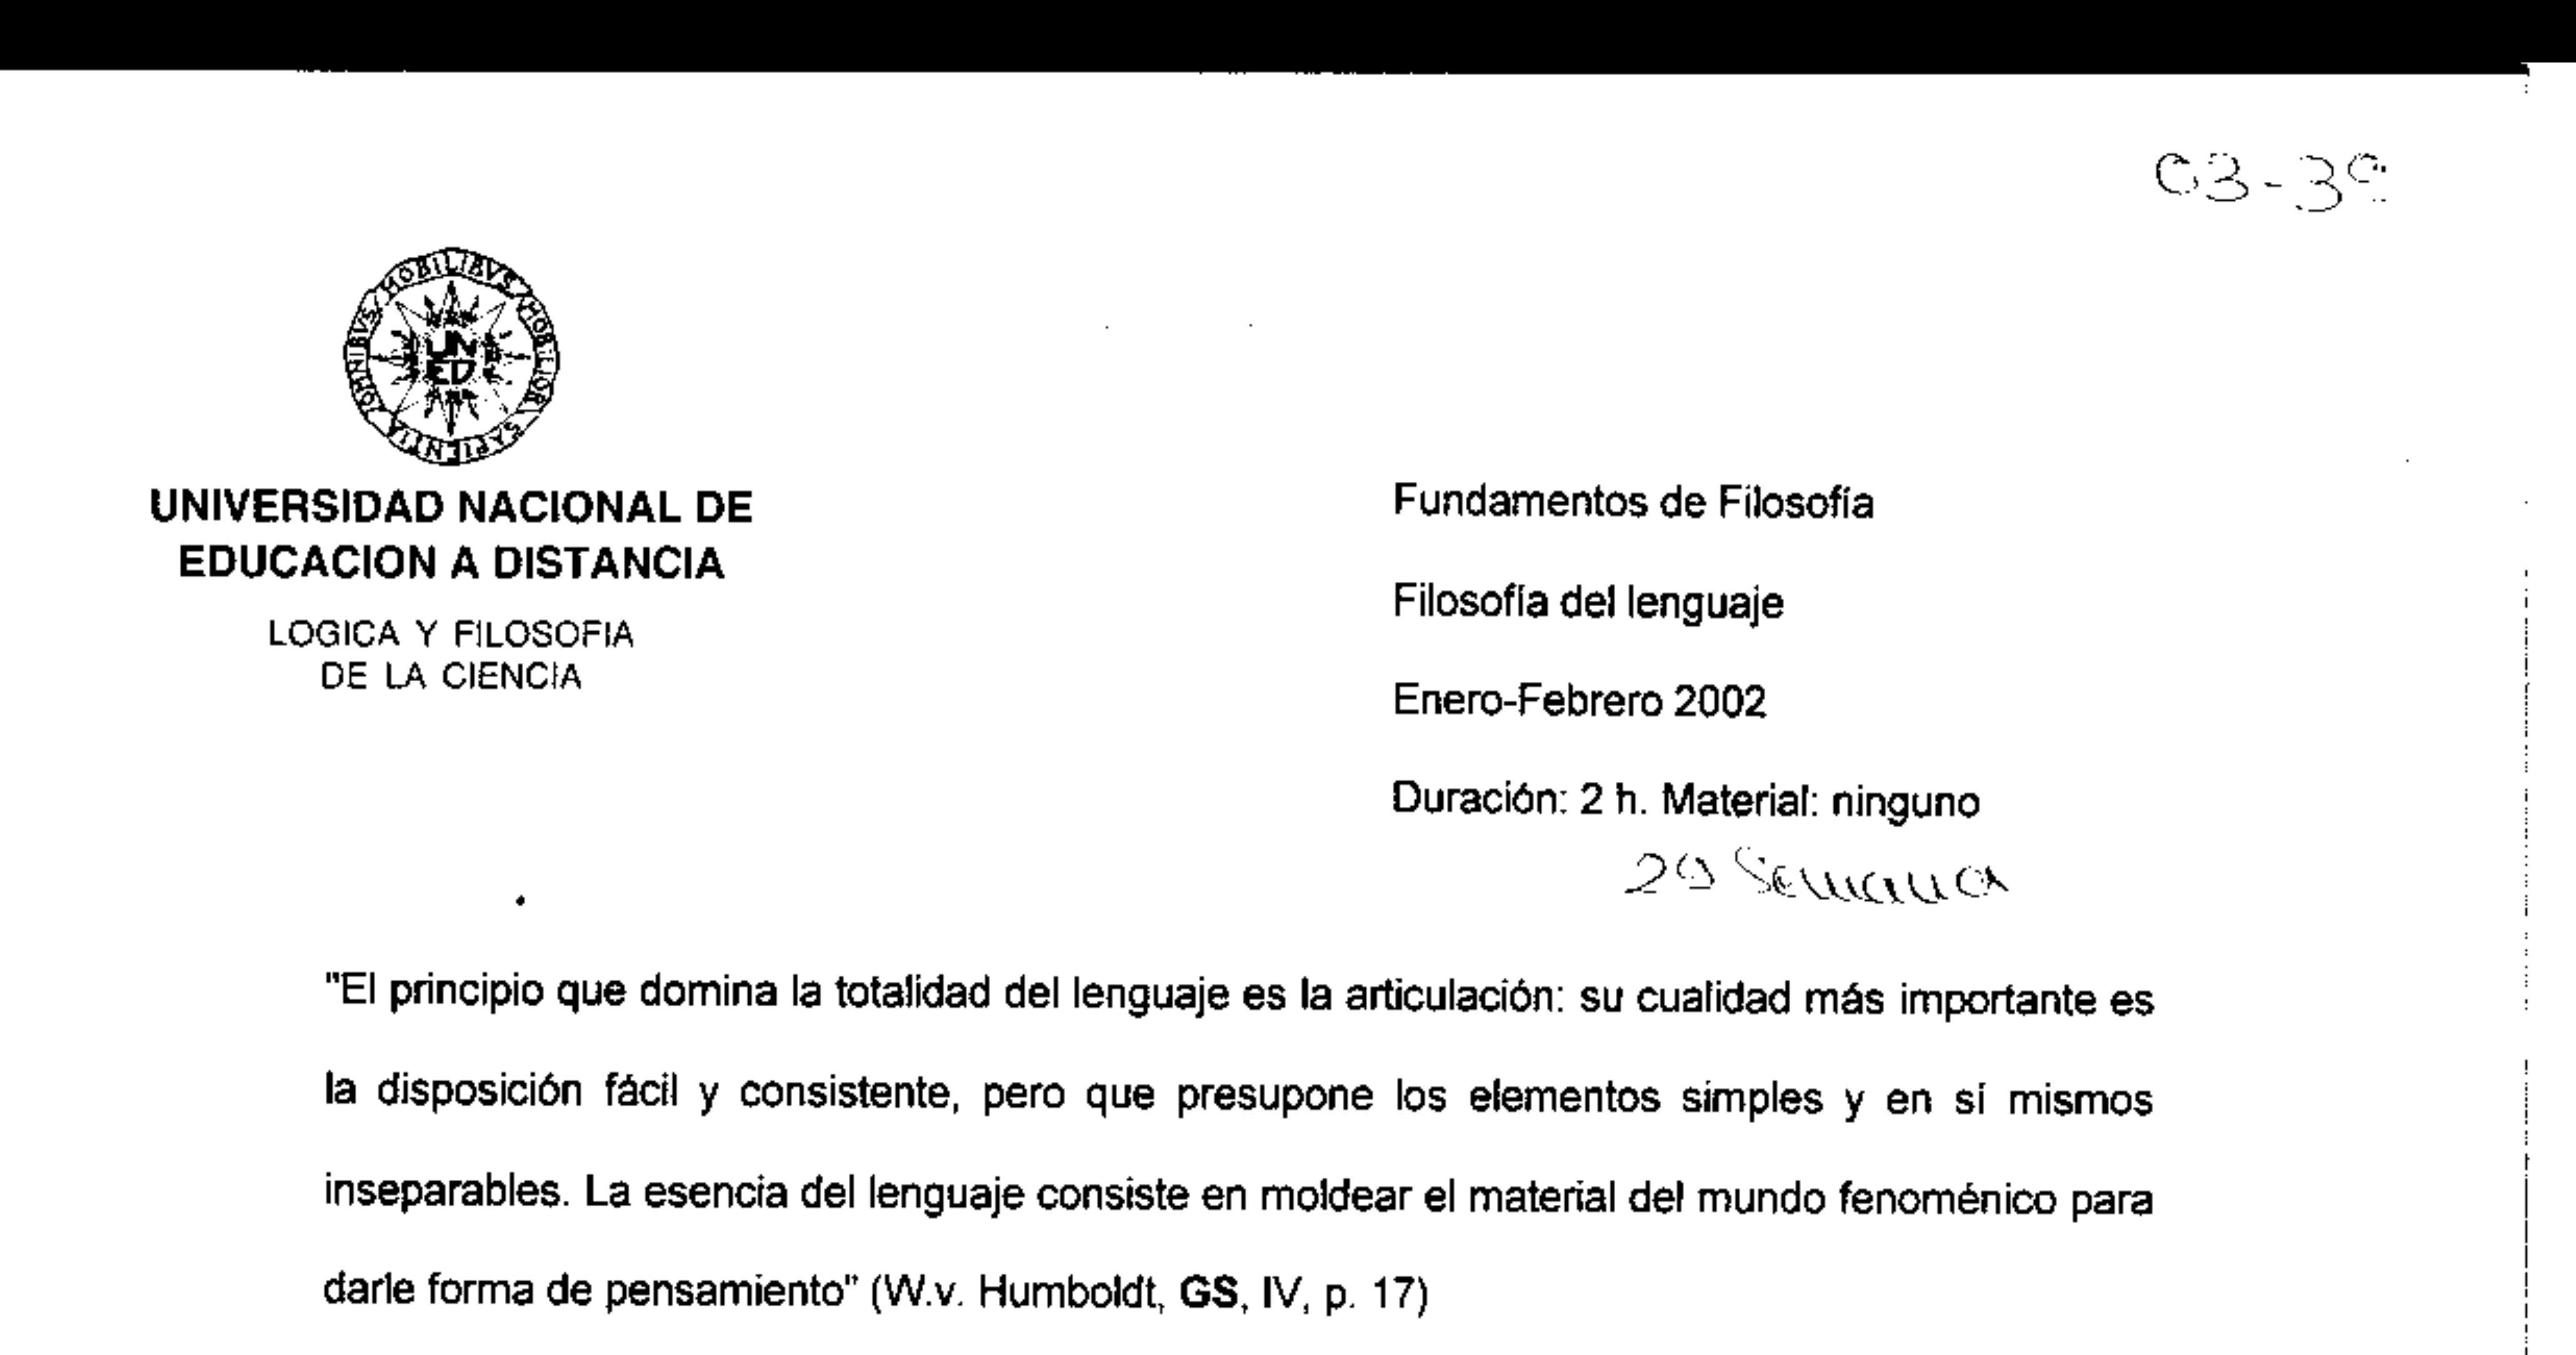 03-3º
OMNIBVS MOBILIBVS MOBILIOR SAPIENTIA
UNED
UNIVERSIDAD NACIONAL DE
EDUCACION A DISTANCIA
LOGICA Y FILOSOFIA
DE LA CIENCIA
Fundamentos de Filosofía
Filosofía del lenguaje
Enero-Febrero 2002
Duración: 2 h. Material: ninguno
2ª Semana
"El principio que domina la totalidad del lenguaje es la articulación: su cualidad más importante es
la disposición fácil y consistente, pero que presupone los elementos simples y en sí mismos
inseparables. La esencia del lenguaje consiste en moldear el material del mundo fenoménico para
darle forma de pensamiento" (W.v. Humboldt, GS, IV, p. 17)